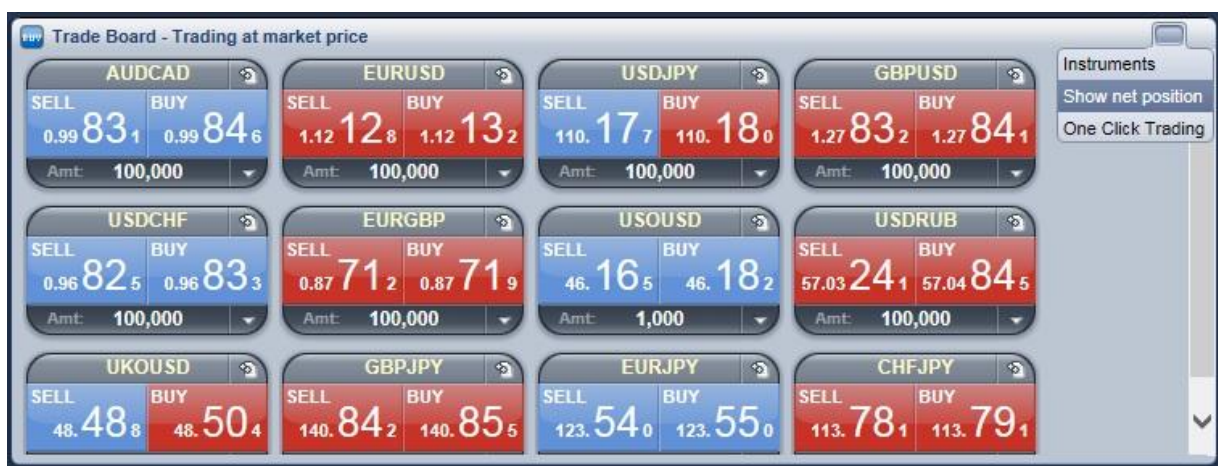 BUY Trade Board - Trading at market price
Instruments
Show net position
One Click Trading
AUDCAD EURUSD USDJPY GBPUSD
SELL BUY SELL BUY SELL BUY SELL BUY
0.99 83 1 0.99 84 6 1.12 12 8 1.12 13 2 110. 17 7 110. 18 0 1.27 83 2 1.27 84 1
Amt: 100,000 Amt: 100,000 Amt: 100,000 Amt: 100,000
USDCHF EURGBP USOUSD USDRUB
SELL BUY SELL BUY SELL BUY SELL BUY
0.96 82 5 0.96 83 3 0.87 71 2 0.87 71 9 46. 16 5 46. 18 2 57.03 24 1 57.04 84 5
Amt: 100,000 Amt: 100,000 Amt: 1,000 Amt: 100,000
UKOUSD GBPJPY EURJPY CHFJPY
SELL BUY SELL BUY SELL BUY SELL BUY
48. 48 8 48. 50 4 140. 84 2 140. 85 5 123. 54 0 123. 55 0 113. 78 1 113. 79 1